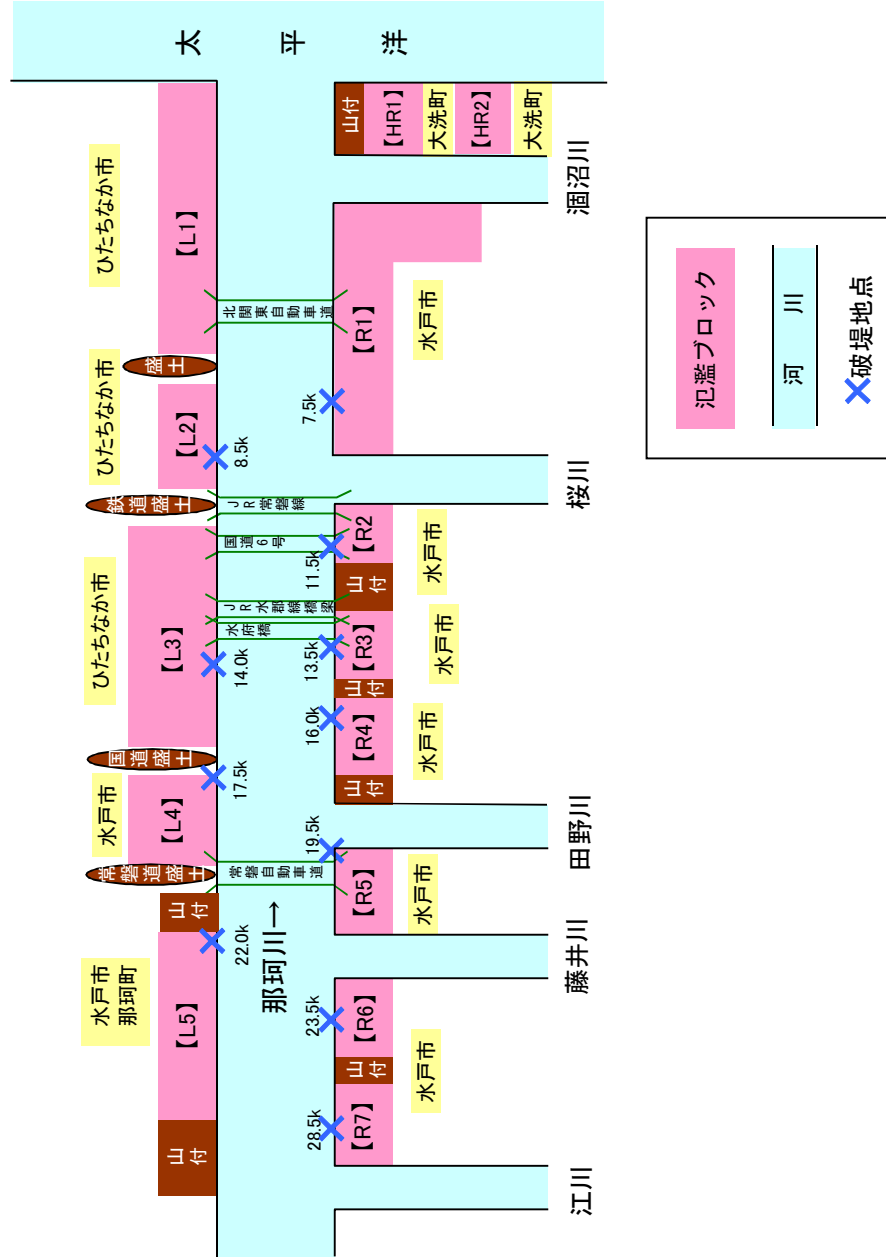 太平洋
ひたちなか市
ひたちなか市
ひたちなか市
水戸市
水戸市
那珂町
【L1】
盛土
【L2】
鉄道盛土
【L3】
国道盛土
【L4】
常磐道盛土
山付
【L5】
山付
8.5k
14.0k
17.5k
22.0k
北関東自動車道
JR常磐線
国道6号
JR水郡線橋梁
水府橋
常磐自動車道
那珂川→
7.5k
11.5k
13.5k
16.0k
19.5k
23.5k
28.5k
山付
【HR1】
大洗町
【HR2】
大洗町
【R1】
水戸市
【R2】
水戸市
山付
【R3】
水戸市
山付
【R4】
水戸市
山付
【R5】
水戸市
【R6】
山付
水戸市
【R7】
涸沼川
桜川
田野川
藤井川
江川
氾濫ブロック
河川
破堤地点